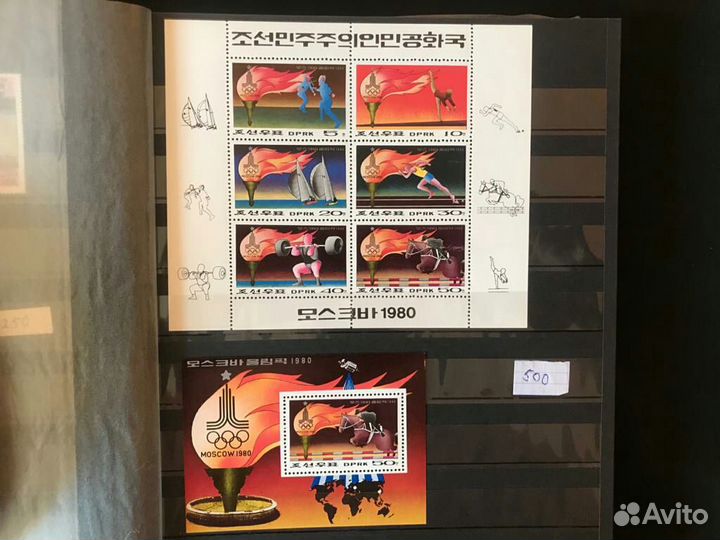 조선민주주의인민공화국
조선우표 DPRK 5
조선우표 DPRK 10
조선우표 DPRK 20
조선우표 DPRK 30
조선우표 DPRK 40
조선우표 DPRK 50
모스크바 1980
250
모스크바올림픽 1980
500
MOSCOW 1980
조선우표 DPRK 50
Avito